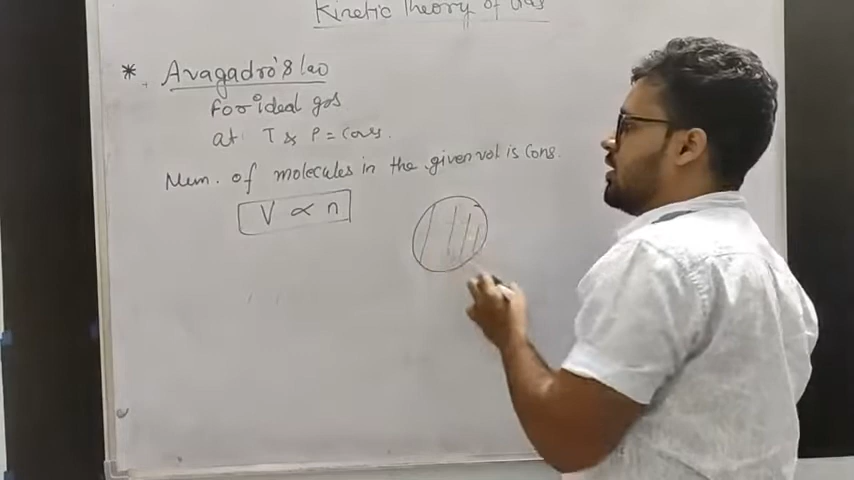 Kinetic Theory of Gas
* Avagadro's law
for ideal gas
at T & P = Cons.
Num. of molecules in the given vol is Cons.
V ∝ n